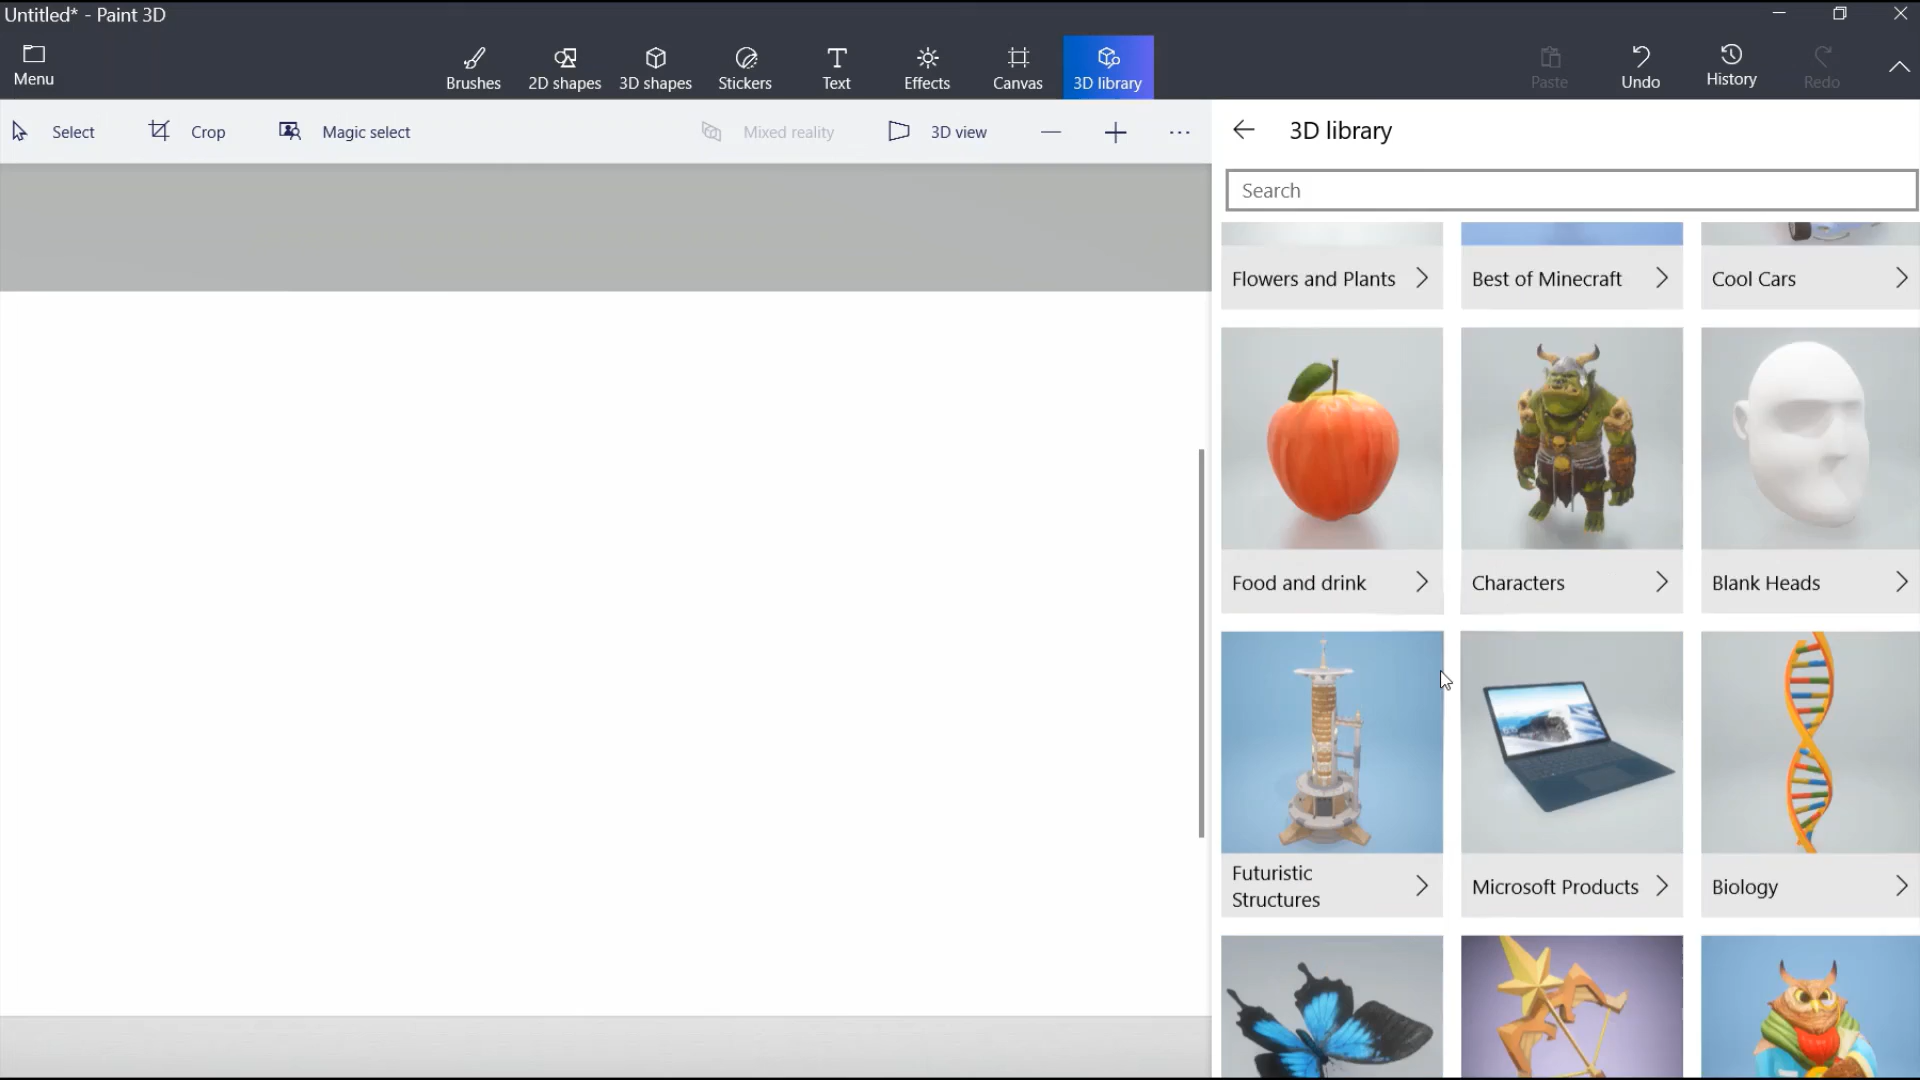 Untitled* - Paint 3D
Menu
Brushes
2D shapes
3D shapes
Stickers
Text
Effects
Canvas
3D library
Paste
Undo
History
Redo
Select
Crop
Magic select
Mixed reality
3D view
3D library
Search
Flowers and Plants
Best of Minecraft
Cool Cars
Food and drink
Characters
Blank Heads
Futuristic
Structures
Microsoft Products
Biology